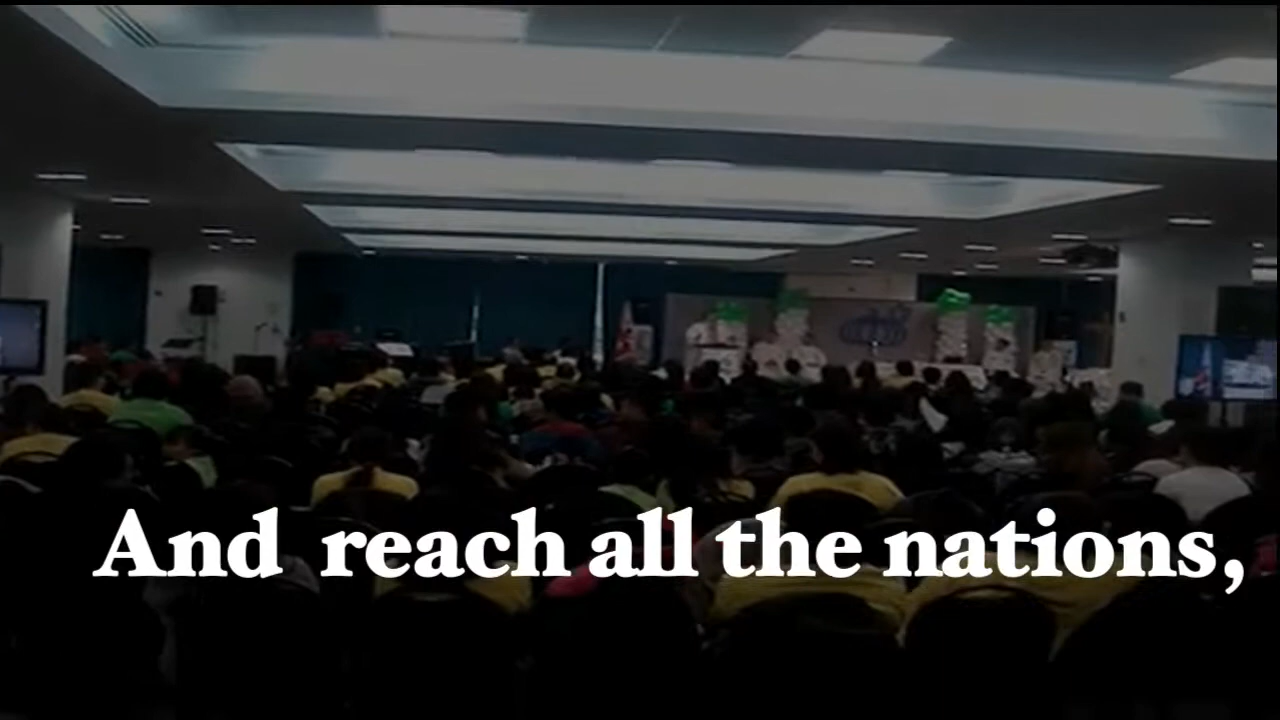 And reach all the nations,